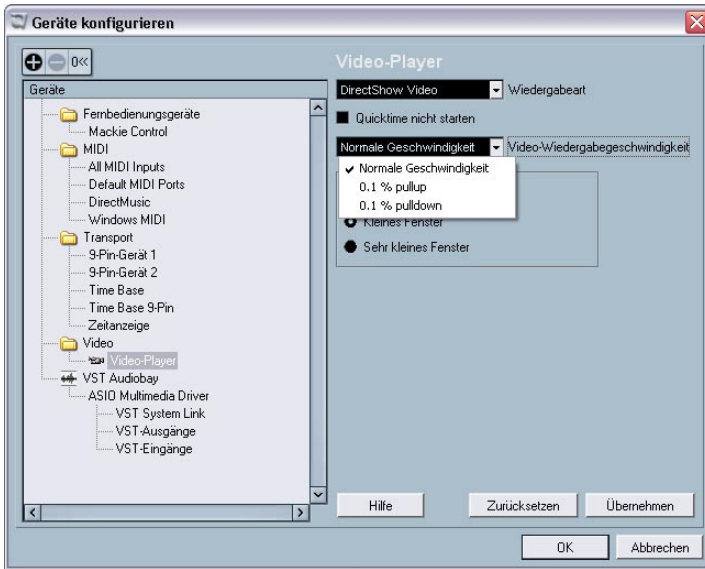 Geräte konfigurieren
Geräte
Fernbedienungsgeräte
Mackie Control
MIDI
All MIDI Inputs
Default MIDI Ports
DirectMusic
Windows MIDI
Transport
9-Pin-Gerät 1
9-Pin-Gerät 2
Time Base
Time Base 9-Pin
Zeitanzeige
Video
Video-Player
VST Audiobay
ASIO Multimedia Driver
VST System Link
VST-Ausgänge
VST-Eingänge
Video-Player
DirectShow Video Wiedergabeart
Quicktime nicht starten
Normale Geschwindigkeit Video-Wiedergabegeschwindigkeit
Normale Geschwindigkeit
0.1 % pullup
0.1 % pulldown
Kleines Fenster
Sehr kleines Fenster
Hilfe Zurücksetzen Übernehmen
OK Abbrechen